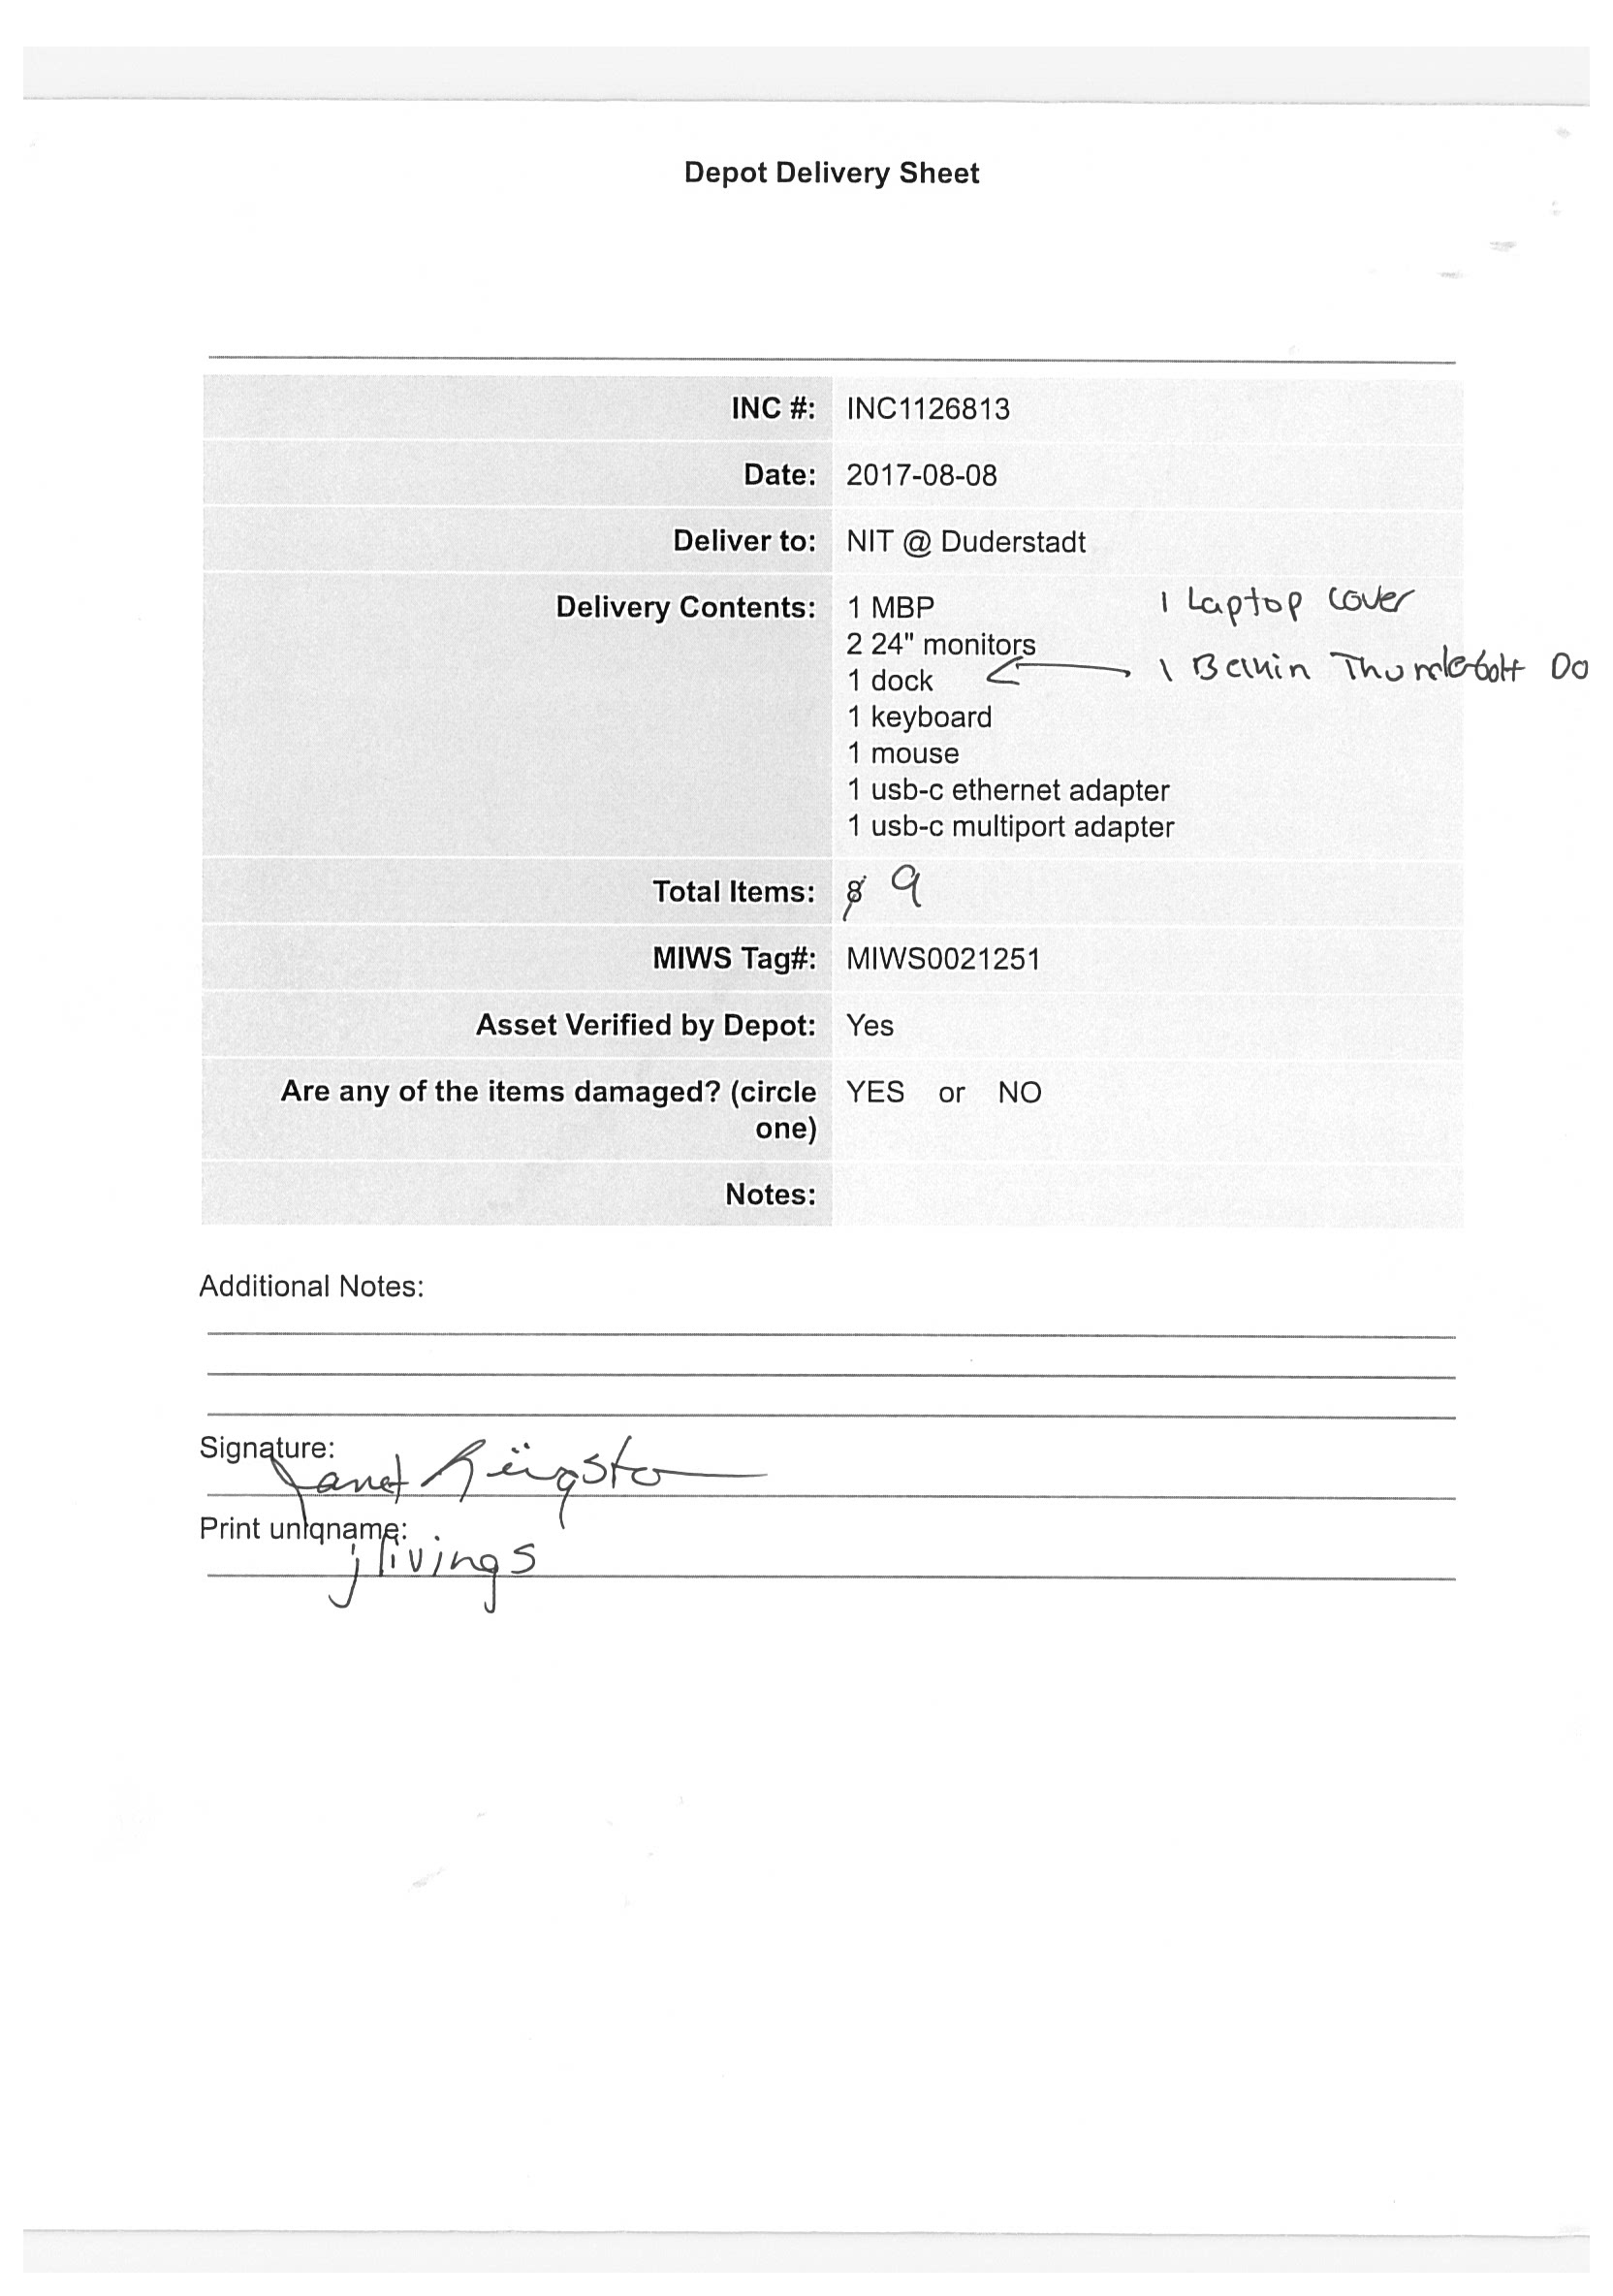 Depot Delivery Sheet
INC #: INC1126813
Date: 2017-08-08
Deliver to: NIT @ Duderstadt
Delivery Contents: 1 MBP 1 Laptop cover
2 24" monitors
1 dock 1 Belkin Thunderbolt Do
1 keyboard
1 mouse
1 usb-c ethernet adapter
1 usb-c multiport adapter
Total Items: 8 9
MIWS Tag#: MIWS0021251
Asset Verified by Depot: Yes
Are any of the items damaged? (circle YES or NO
one)
Notes:
Additional Notes:
Signature:
Janet
Print uniqname:
jlivings